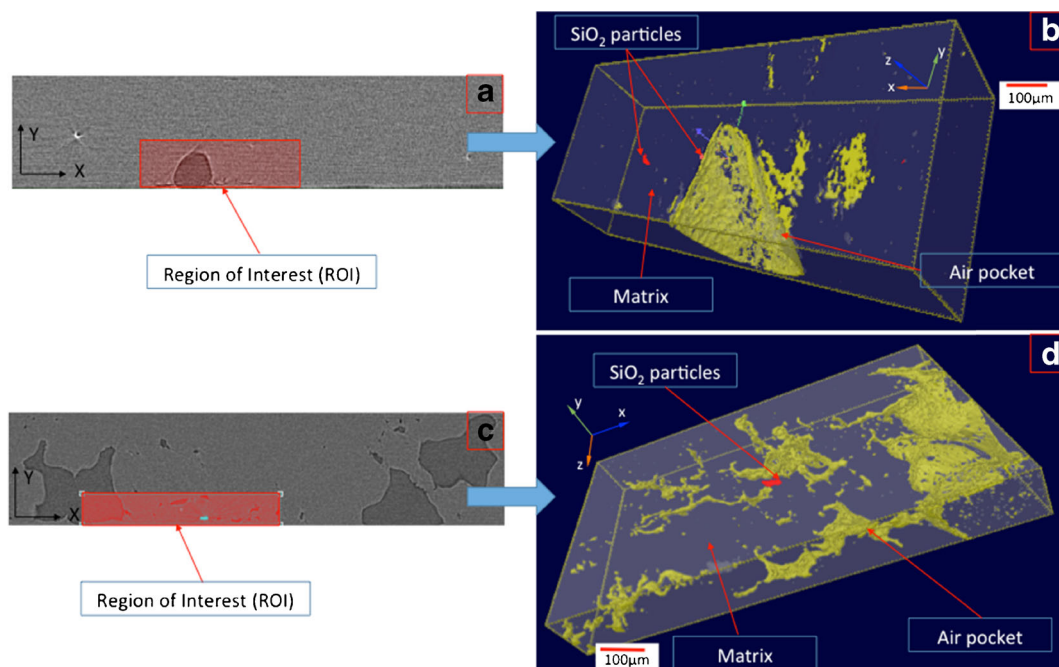 a
Y
X
Region of Interest (ROI)
b
SiO₂ particles
y
z
x
100μm
Matrix
Air pocket
c
Y
X
Region of Interest (ROI)
d
SiO₂ particles
y
x
z
100μm
Matrix
Air pocket